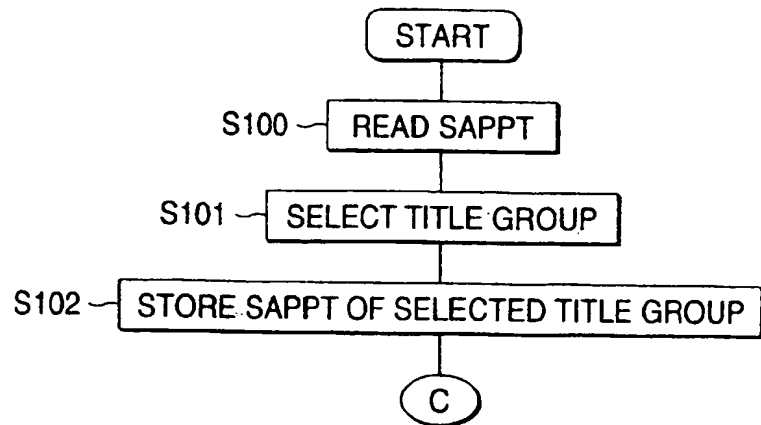 START
S100 READ SAPPT
S101 SELECT TITLE GROUP
S102 STORE SAPPT OF SELECTED TITLE GROUP
C